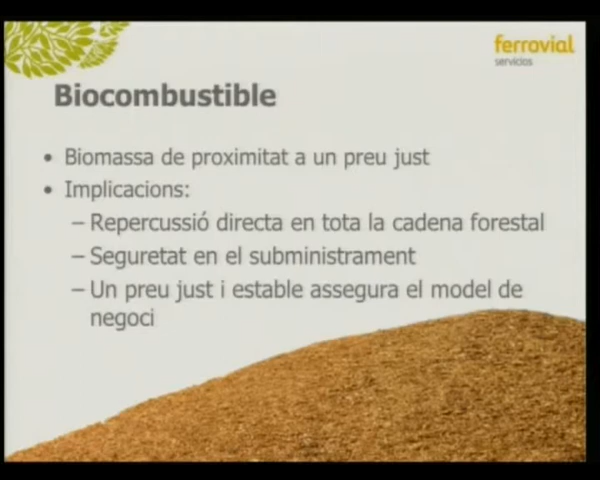 ferrovial
servicios
Biocombustible
• Biomassa de proximitat a un preu just
• Implicacions:
– Repercussió directa en tota la cadena forestal
– Seguretat en el subministrament
– Un preu just i estable assegura el model de
negoci